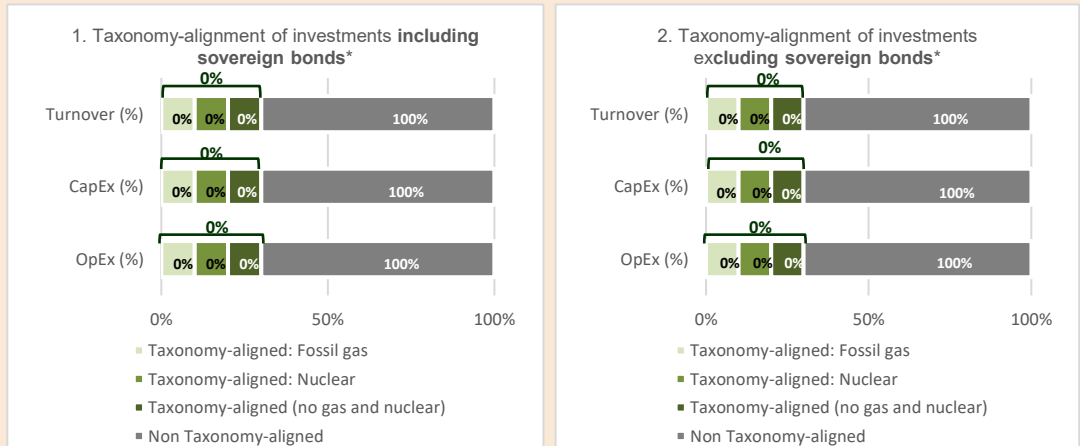 1. Taxonomy-alignment of investments including
sovereign bonds*
0%
Turnover (%)
0% 0% 0% 100%
0%
CapEx (%)
0% 0% 0% 100%
0%
OpEx (%)
0% 0% 0% 100%
0% 50% 100%
Taxonomy-aligned: Fossil gas
Taxonomy-aligned: Nuclear
Taxonomy-aligned (no gas and nuclear)
Non Taxonomy-aligned
2. Taxonomy-alignment of investments
excluding sovereign bonds*
0%
Turnover (%)
0% 0% 0% 100%
0%
CapEx (%)
0% 0% 0% 100%
0%
OpEx (%)
0% 0% 0% 100%
0% 50% 100%
Taxonomy-aligned: Fossil gas
Taxonomy-aligned: Nuclear
Taxonomy-aligned (no gas and nuclear)
Non Taxonomy-aligned